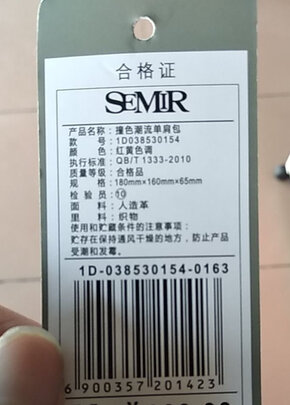 合格证
SEMIR
产品名称：撞色潮流单肩包
款号：1D038530154
颜色：红黄色调
执行标准：QB/T 1333-2010
质量等级：合格品
规格：180mm×160mm×65mm
检验员：⑩
面料：人造革
里料：织物
使用和贮藏条件的注意事项：
贮存在保持通风干燥的地方，防止产品
受潮和发霉。
1D-038530154-0163
6 900357 201423